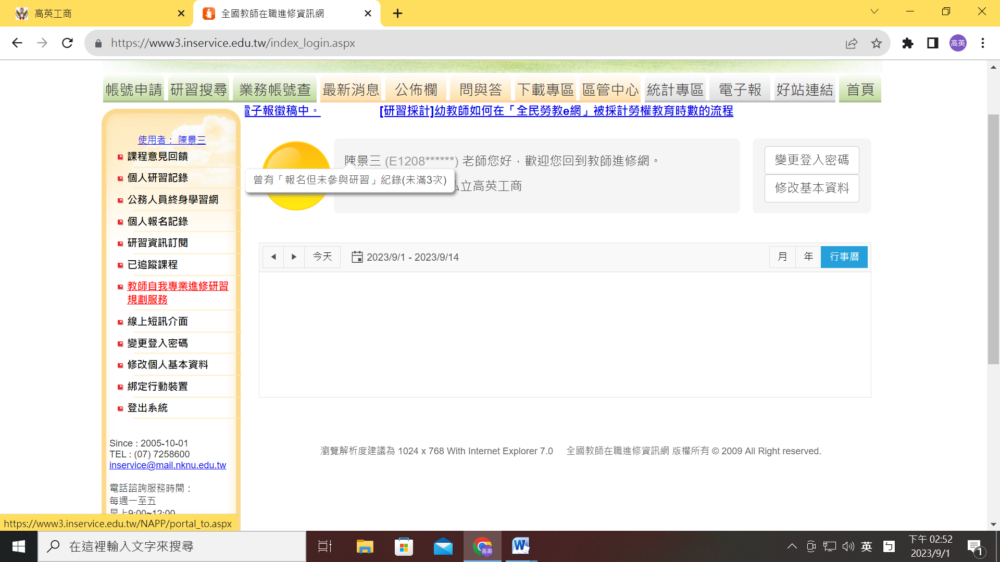 高英工商
全國教師在職進修資訊網
https://www3.inservice.edu.tw/index_login.aspx
高英
帳號申請 研習搜尋 業務帳號查 最新消息 公佈欄 問與答 下載專區 區管中心 統計專區 電子報 好站連結 首頁
電子報徵稿中。 [研習採計]幼教師如何在「全民勞教e網」被採計勞權教育時數的流程
使用者： 陳景三
課程意見回饋
個人研習記錄
公務人員終身學習網
個人報名記錄
研習資訊訂閱
已追蹤課程
教師自我專業進修研習
規劃服務
線上短訊介面
變更登入密碼
修改個人基本資料
綁定行動裝置
登出系統
Since : 2005-10-01
TEL : (07) 7258600
inservice@mail.nknu.edu.tw
電話諮詢服務時間：
每週一至五
早上9:00~12:00
陳景三 (E1208******) 老師您好，歡迎您回到教師進修網。
曾有「報名但未參與研習」紀錄(未滿3次)
私立高英工商
變更登入密碼
修改基本資料
今天
2023/9/1 - 2023/9/14
月 年 行事曆
瀏覽解析度建議為 1024 x 768 With Internet Explorer 7.0 全國教師在職進修資訊網 版權所有 © 2009 All Right reserved.
https://www3.inservice.edu.tw/NAPP/portal_to.aspx
在這裡輸入文字來搜尋
高英
W
英
ㄅ
下午 02:52
2023/9/1
1